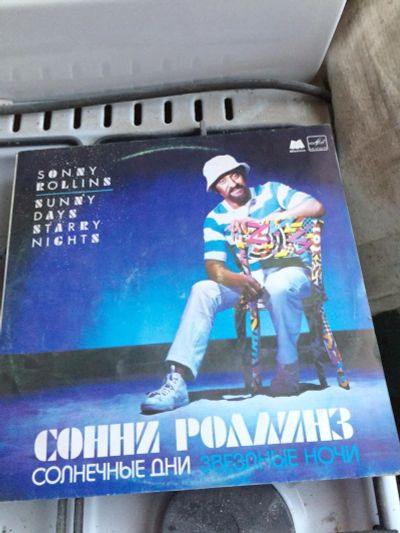 SONNY
ROLLINS
SUNNY
DAYS
STARRY
NIGHTS
СОННИ РОЛЛИНЗ
СОЛНЕЧНЫЕ ДНИ ЗВЕЗДНЫЕ НОЧИ